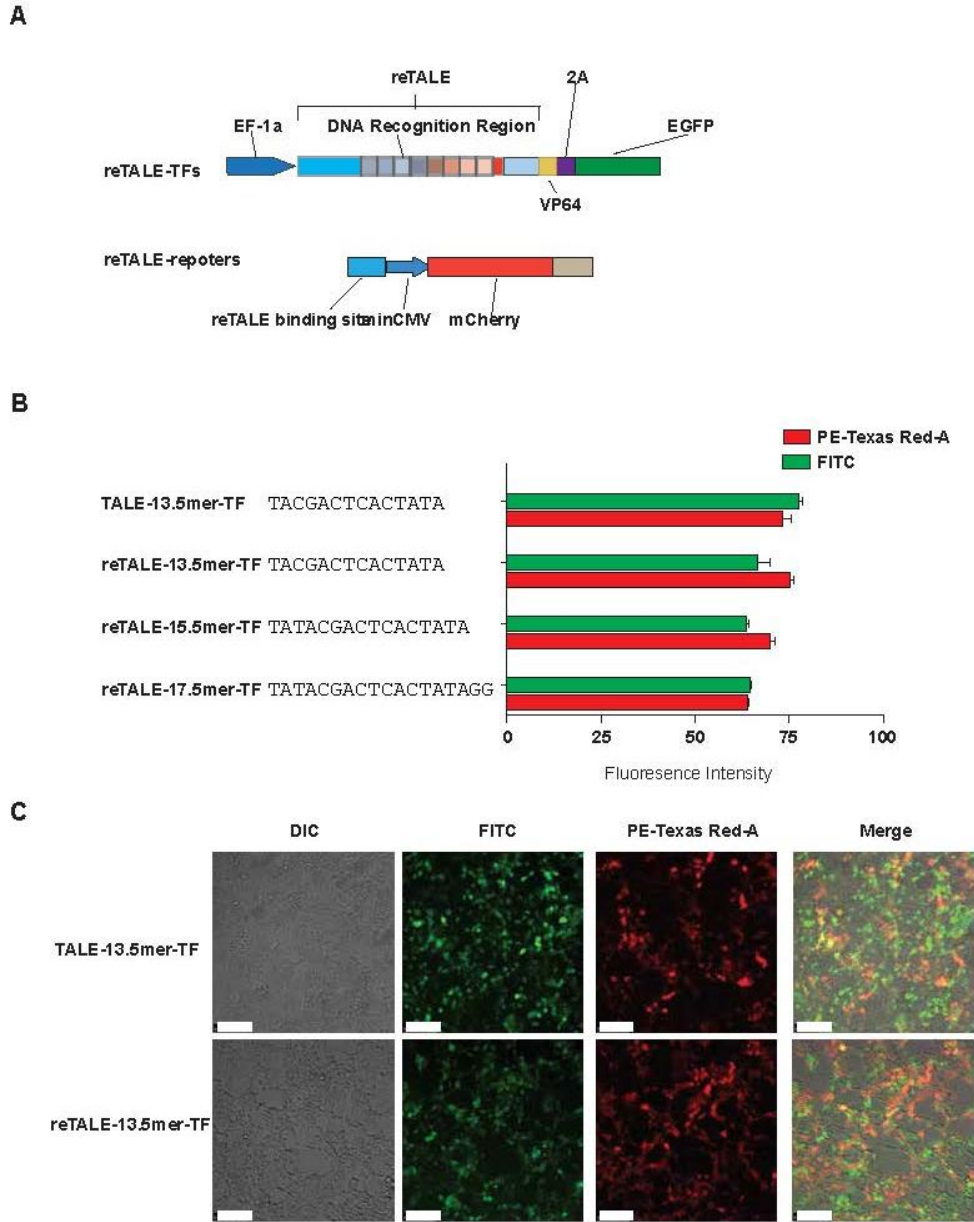 A
reTALE
2A
EF-1a
DNA Recognition Region
EGFP
reTALE-TFs
VP64
reTALE-repoters
reTALE binding site
minCMV
mCherry
B
PE-Texas Red-A
FITC
TALE-13.5mer-TF TACGACTCACTATA
reTALE-13.5mer-TF TACGACTCACTATA
reTALE-15.5mer-TF TATACGACTCACTATA
reTALE-17.5mer-TF TATACGACTCACTATAGG
0 25 50 75 100
Fluoresence Intensity
C
DIC FITC PE-Texas Red-A Merge
TALE-13.5mer-TF
reTALE-13.5mer-TF